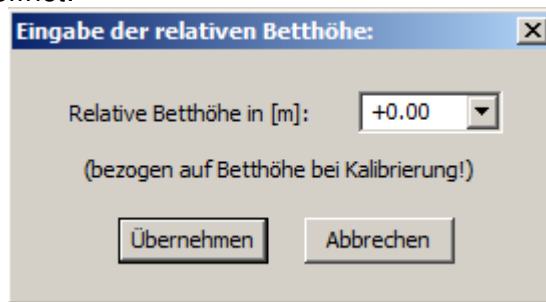 Eingabe der relativen Betthöhe:
Relative Betthöhe in [m]: +0.00
(bezogen auf Betthöhe bei Kalibrierung!)
Übernehmen Abbrechen